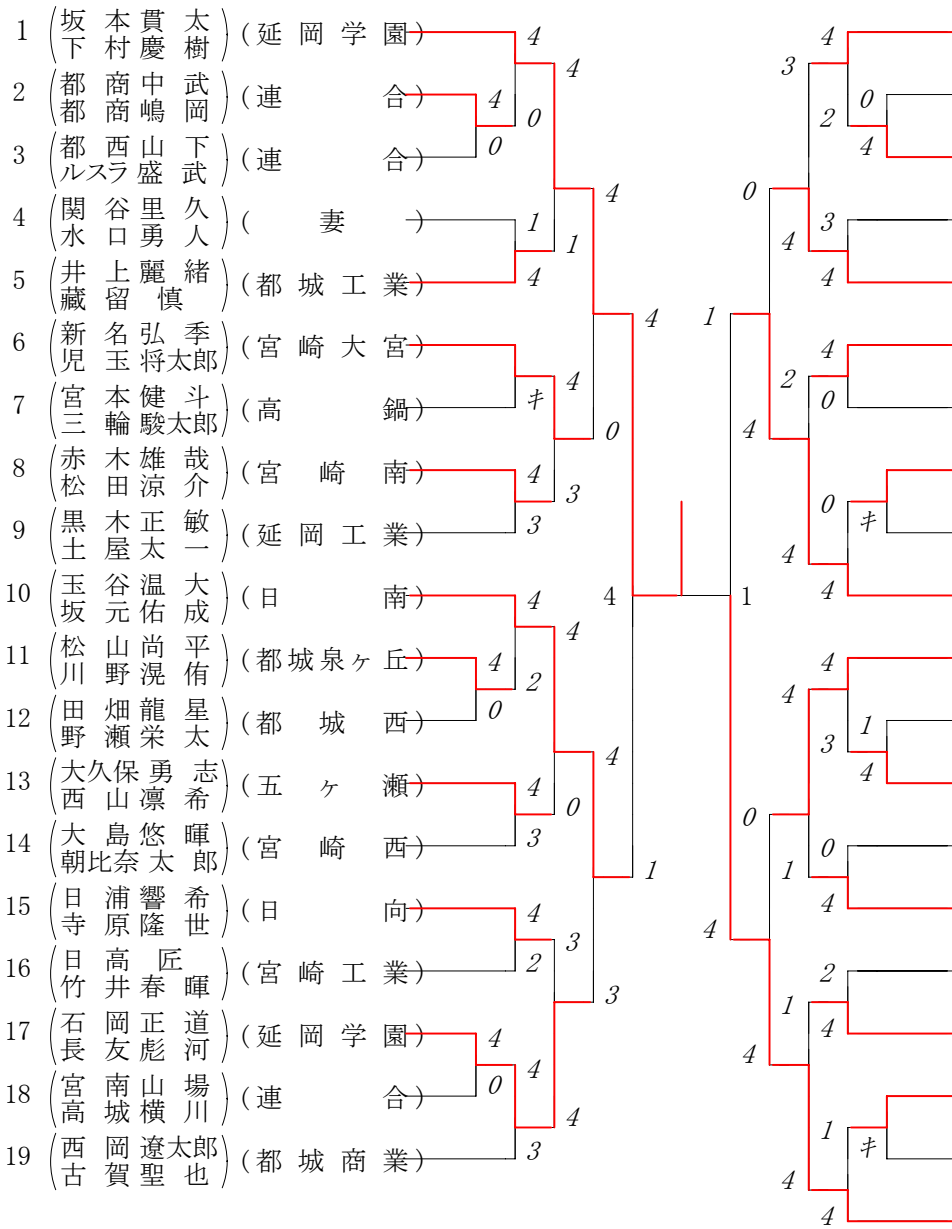 1 坂本貫太 下村慶樹 (延岡学園)
2 都商中武 都商嶋岡 (連合)
3 都西山下 ルスラ盛武 (連合)
4 関谷里久 水口勇人 (妻)
5 井上麗緒 藏留慎 (都城工業)
6 新名弘季 児玉将太郎 (宮崎大宮)
7 宮本健斗 三輪駿太郎 (高鍋)
8 赤木雄哉 松田涼介 (宮崎南)
9 黒木正敏 土屋太一 (延岡工業)
10 玉谷温大 坂元佑成 (日南)
11 松山尚平 川野滉侑 (都城泉ヶ丘)
12 田畑龍星 野瀬栄太 (都城西)
13 大久保勇志 西山凛希 (五ヶ瀬)
14 大島悠暉 朝比奈太郎 (宮崎西)
15 日浦響希 寺原隆世 (日向)
16 日高匠 竹井春暉 (宮崎工業)
17 石岡正道 長友彪河 (延岡学園)
18 宮南山場 高城横川 (連合)
19 西岡遼太郎 古賀聖也 (都城商業)
4 4 4 0 0
1 4 1
4
4 キ 4
4 3 3
0
4
4 4 0 2 4
4 3 0
4
4 2 3
4 0 4 3 4
3
1
4 1
4 0 4 2 3
3 4 4
0
4 0 2
キ 0 4 4
4
1
4 1 4 3 4
0 4 1
0
2 4 1
キ 1 4 4
4
4